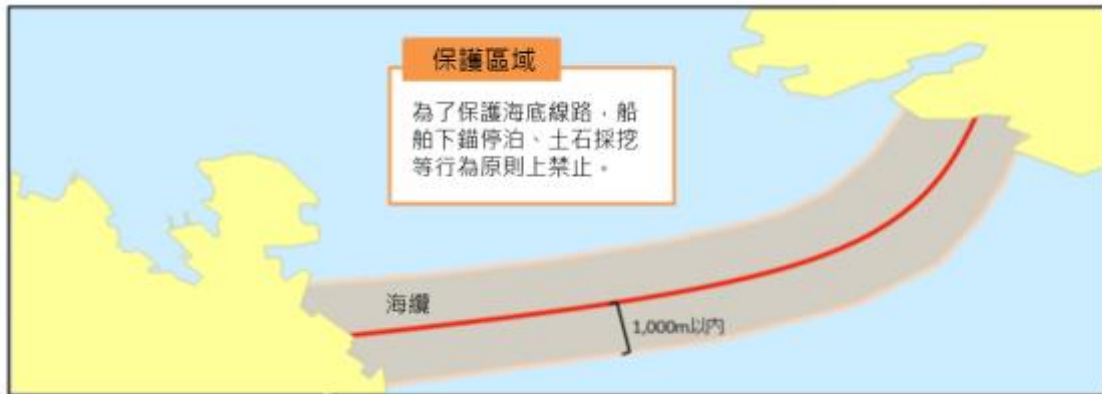 保護區域
為了保護海底線路，船
舶下錨停泊、土石採挖
等行為原則上禁止。
海纜
1,000m以內